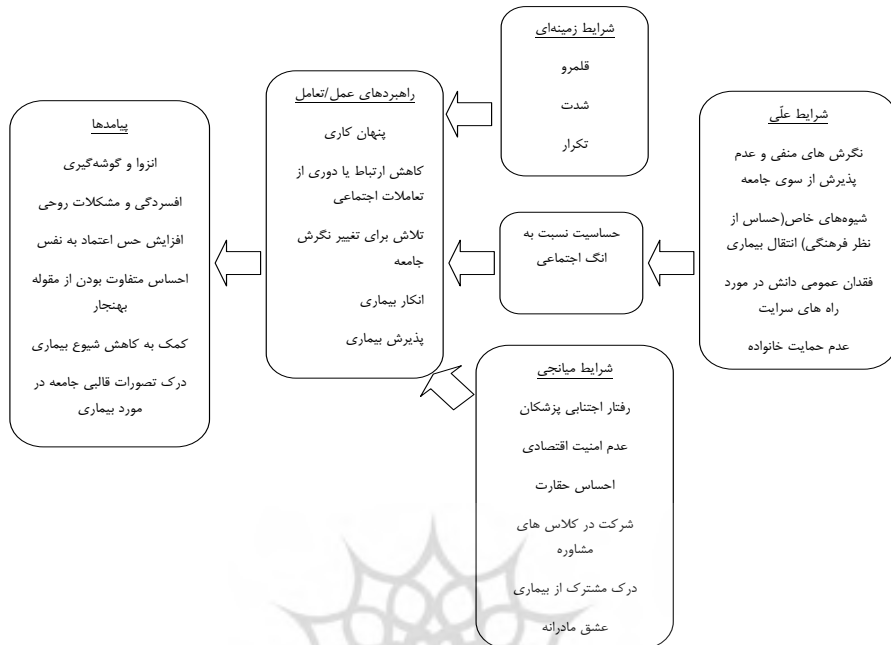 شرایط علّی
نگرش های منفی و عدم
پذیرش از سوی جامعه
شیوه‌های خاص(حساس از
نظر فرهنگی) انتقال بیماری
فقدان عمومی دانش در مورد
راه های سرایت
عدم حمایت خانواده
شرایط زمینه‌ای
قلمرو
شدت
تکرار
حساسیت نسبت به
انگ اجتماعی
شرایط میانجی
رفتار اجتنابی پزشکان
عدم امنیت اقتصادی
احساس حقارت
شرکت در کلاس های
مشاوره
درک مشترک از بیماری
عشق مادرانه
راهبردهای عمل/تعامل
پنهان کاری
کاهش ارتباط یا دوری از
تعاملات اجتماعی
تلاش برای تغییر نگرش
جامعه
انکار بیماری
پذیرش بیماری
پیامدها
انزوا و گوشه‌گیری
افسردگی و مشکلات روحی
افزایش حس اعتماد به نفس
احساس متفاوت بودن از مقوله
بهنجار
کمک به کاهش شیوع بیماری
درک تصورات قالبی جامعه در
مورد بیماری